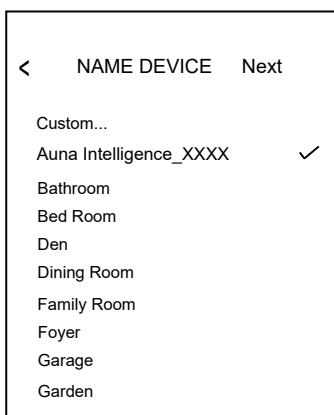 < NAME DEVICE Next
Custom...
Auna Intelligence_XXXX
Bathroom
Bed Room
Den
Dining Room
Family Room
Foyer
Garage
Garden